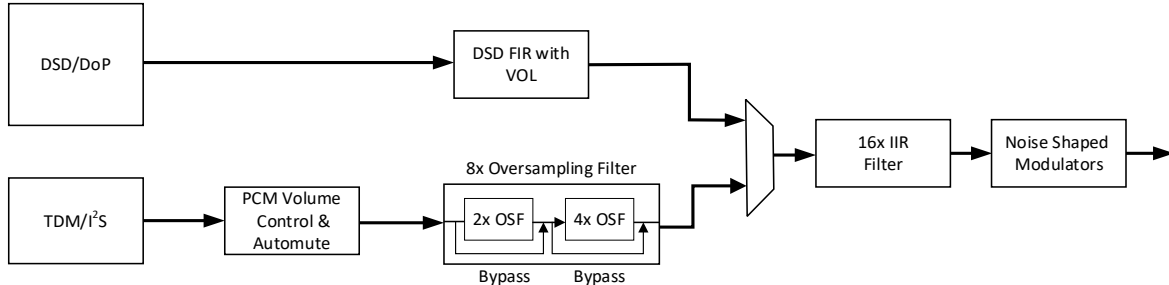 DSD/DoP
DSD FIR with
VOL
16x IIR
Filter
Noise Shaped
Modulators
8x Oversampling Filter
TDM/I²S
PCM Volume
Control &
Automute
2x OSF
4x OSF
Bypass
Bypass